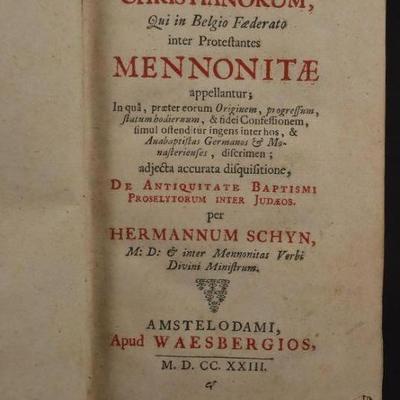 CHRISTIANORUM,
Qui in Belgio Fœderato
inter Proteſtantes
MENNONITÆ
appellantur;
In quâ, præter eorum Originem, progreſſum,
ſtatum hodiernum, & fidei Confeſſionem,
ſimul oſtenditur ingens inter hos, &
Anabaptiſtas Germanos & Mo-
naſterienſes, diſcrimen;
adjecta accurata diſquiſitione,
DE ANTIQUITATE BAPTISMI
PROSELYTORUM INTER JUDÆOS.
per
HERMANNUM SCHYN,
M: D: & inter Mennonitas Verbi
Divini Miniſtrum.
AMSTELODAMI,
Apud WAESBERGIOS,
M. D. CC. XXIII.